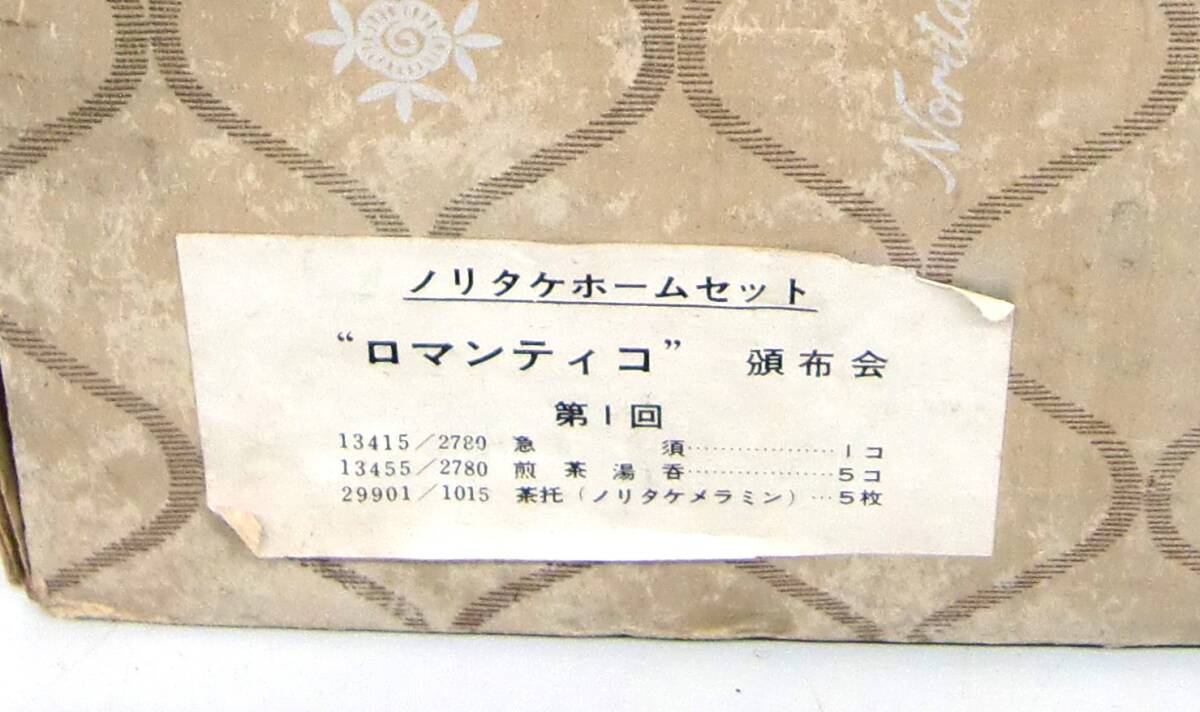 Norita
ノリタケホームセット
“ロマンティコ” 頒布会
第1回
13415/2780 急須………………1コ
13455/2780 煎茶湯呑………………5コ
29901/1015 茶托(ノリタケメラミン)…5枚